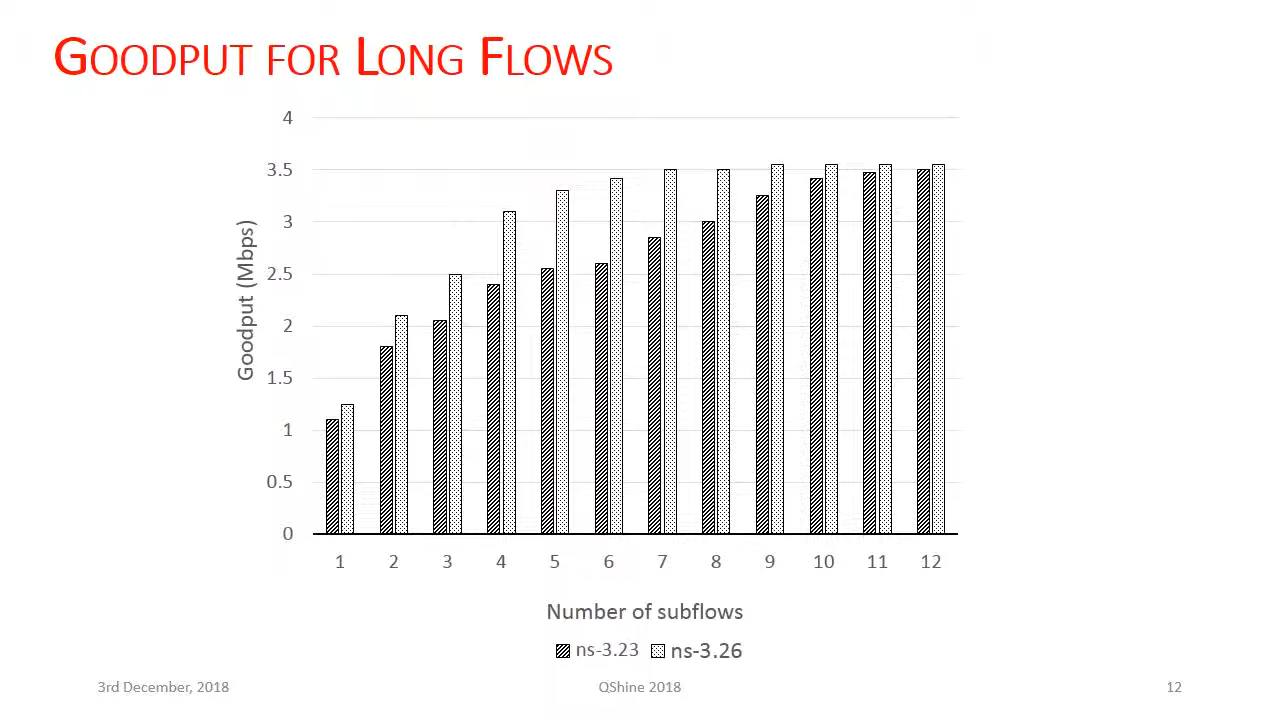 GOODPUT FOR LONG FLOWS
4
3.5
3
2.5
2
1.5
1
0.5
0
Goodput (Mbps)
1 2 3 4 5 6 7 8 9 10 11 12
Number of subflows
ns-3.23 ns-3.26
3rd December, 2018 QShine 2018 12